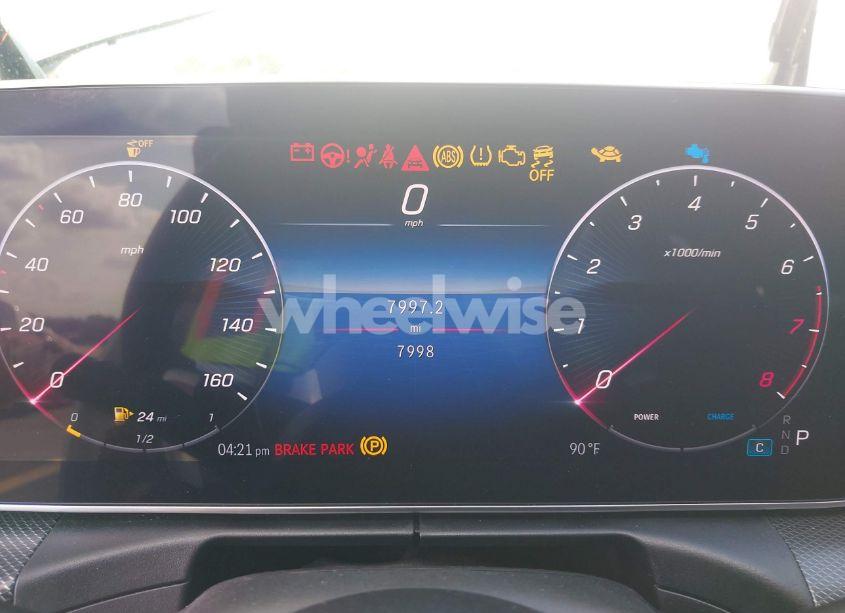 OFF
ABS
OFF
0
mph
0 20 40 60 80 100 120 140 160
mph
0 1 2 3 4 5 6 7 8
x1000/min
wheelwise
7997.2
mi
7998
24 mi
0 1/2 1
POWER CHARGE
04:21 pm BRAKE PARK P
90°F
C
R
N
D
P